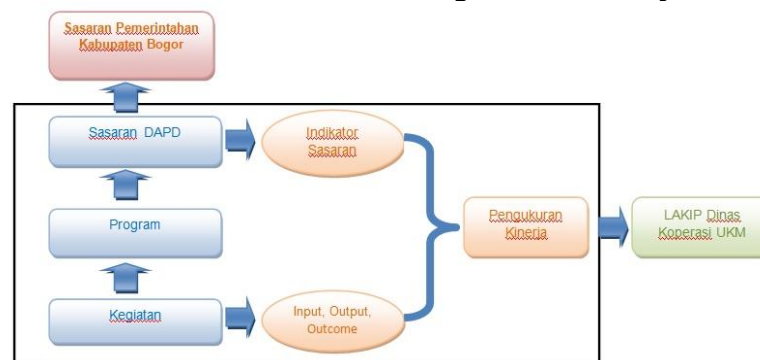 Sasaran Pemerintahan
Kabupaten Bogor
Sasaran DAPD
Indikator
Sasaran
Program
Pengukuran
Kinerja
LAKIP Dinas
Koperasi UKM
Kegiatan
Input, Output,
Outcome